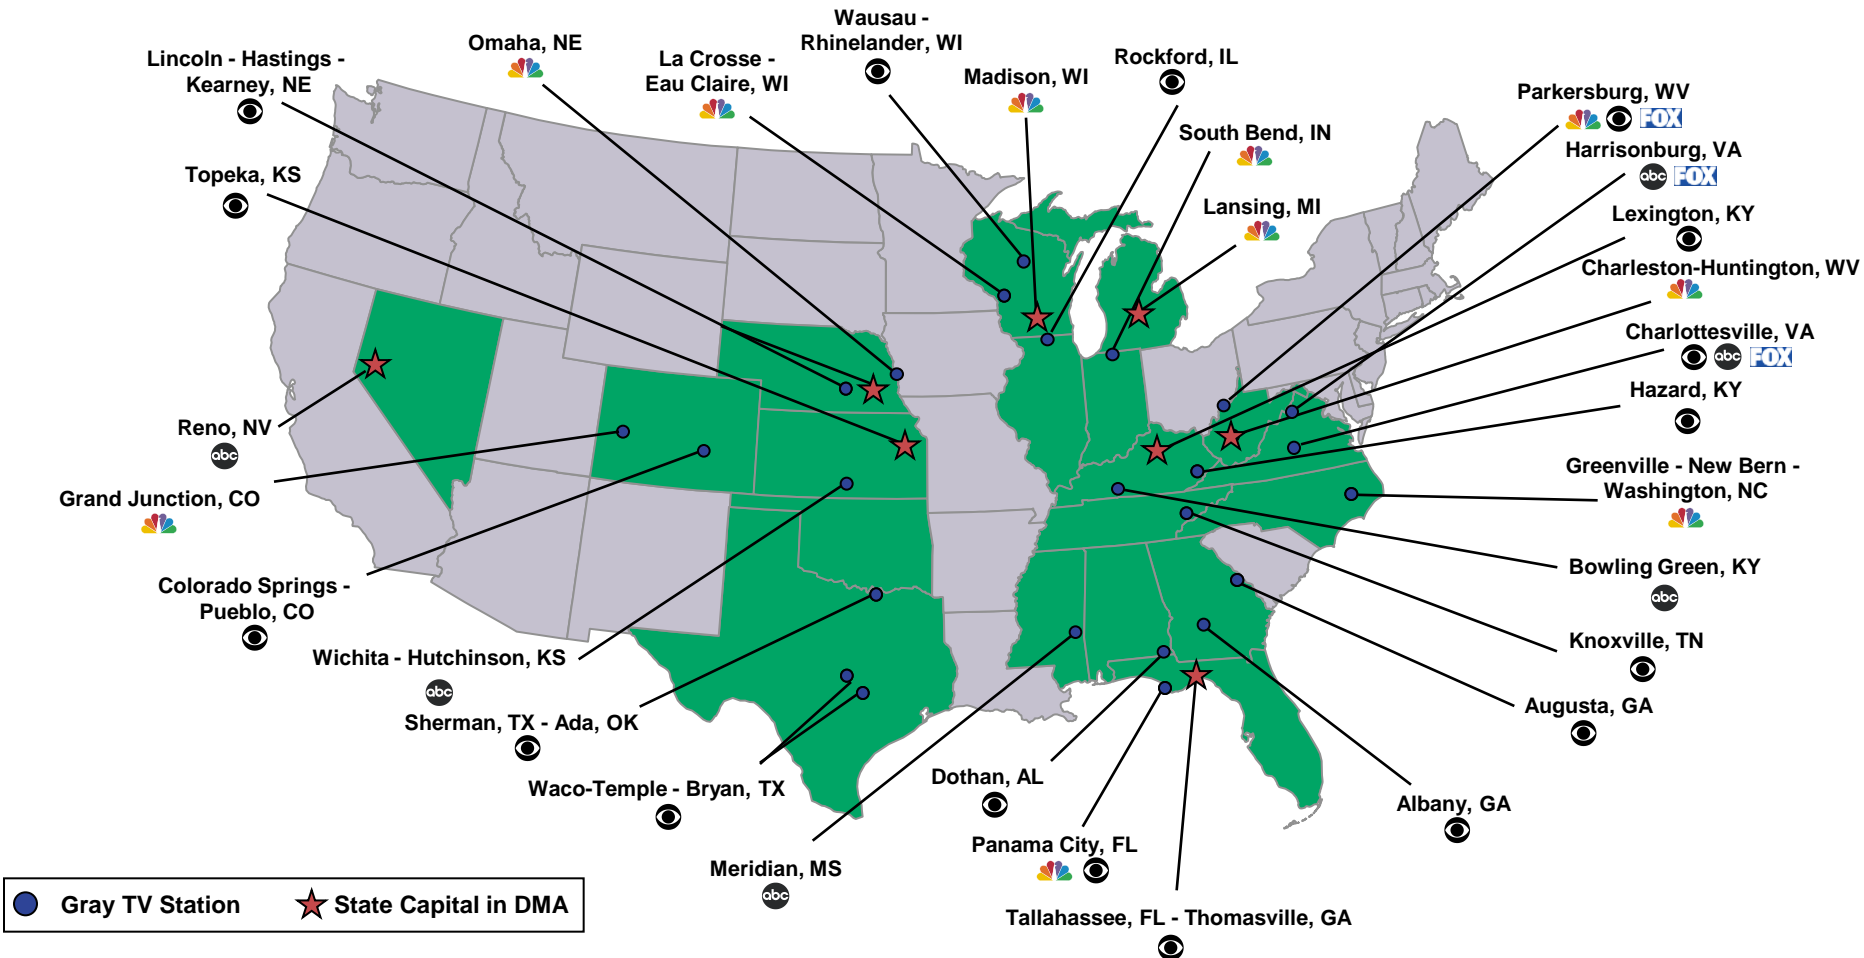 Wausau -
Rhinelander, WI
Omaha, NE
Lincoln - Hastings -
Kearney, NE
La Crosse -
Eau Claire, WI
Madison, WI
Rockford, IL
Parkersburg, WV
FOX
South Bend, IN
Harrisonburg, VA
abc FOX
Topeka, KS
Lansing, MI
Lexington, KY
Charleston-Huntington, WV
Charlottesville, VA
abc FOX
Hazard, KY
Reno, NV
abc
Grand Junction, CO
Greenville - New Bern -
Washington, NC
Colorado Springs -
Pueblo, CO
Bowling Green, KY
abc
Wichita - Hutchinson, KS
abc
Knoxville, TN
Sherman, TX - Ada, OK
Augusta, GA
Waco-Temple - Bryan, TX
Dothan, AL
Albany, GA
Panama City, FL
Meridian, MS
abc
Tallahassee, FL - Thomasville, GA
Gray TV Station
State Capital in DMA